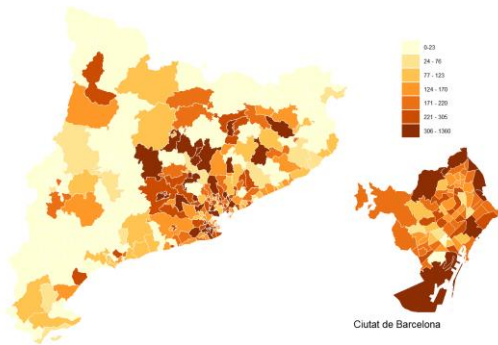 0-23
24 - 76
77 - 123
124 - 170
171 - 220
221 - 305
306 - 1360
Ciutat de Barcelona